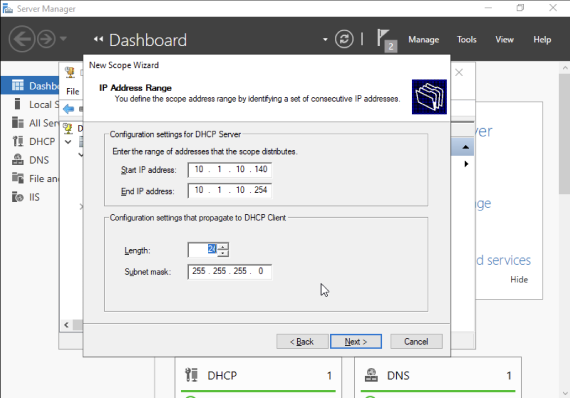 Server Manager
Dashboard
2
Manage
Tools
View
Help
New Scope Wizard
IP Address Range
You define the scope address range by identifying a set of consecutive IP addresses.
Configuration settings for DHCP Server
Enter the range of addresses that the scope distributes.
Start IP address: 10 . 1 . 10 . 140
End IP address: 10 . 1 . 10 . 254
Configuration settings that propagate to DHCP Client
Length: 24
Subnet mask: 255 . 255 . 255 . 0
< Back
Next >
Cancel
Dashb
Local S
All Ser
DHCP
DNS
File an
IIS
File
D
ver
nge
d services
Hide
DHCP 1
DNS 1